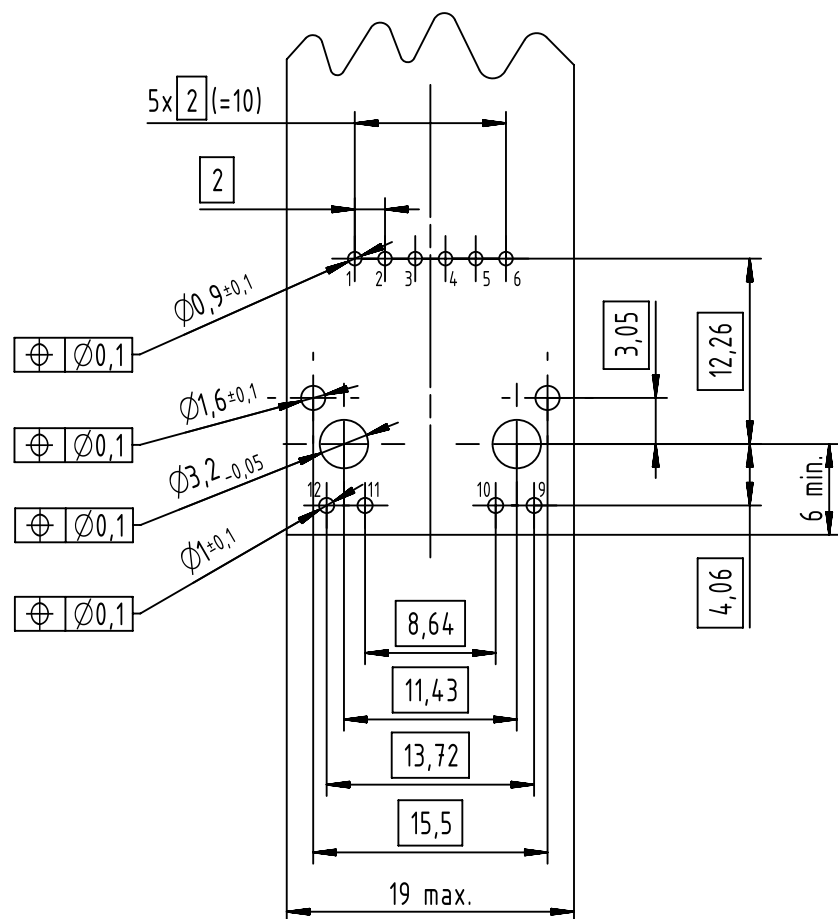 5x 2 (=10)
2
1 2 3 4 5 6
Ø0,9±0,1
⌖ Ø0,1
3,05
12,26
Ø1,6±0,1
⌖ Ø0,1
Ø3,2-0,05
⌖ Ø0,1
6 min.
12 11 10 9
Ø1±0,1
⌖ Ø0,1
4,06
8,64
11,43
13,72
15,5
19 max.